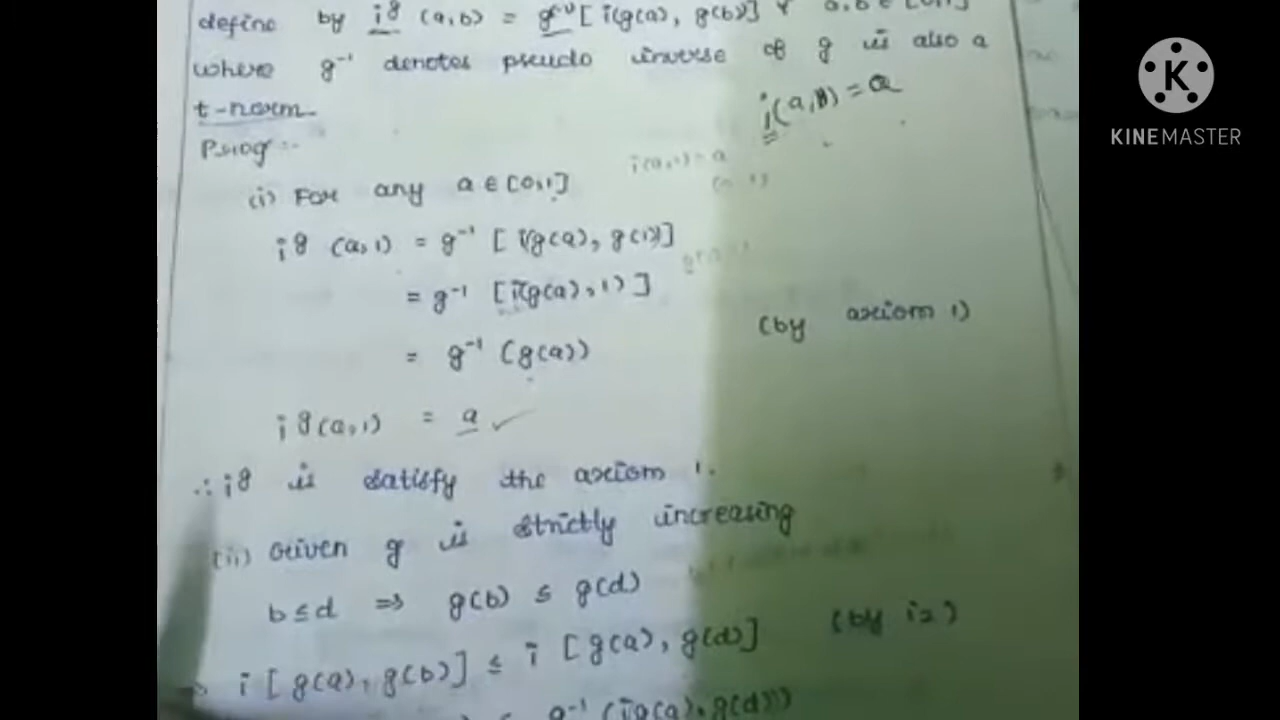 define by i^g (a,b) = g^(-1) [i(g(a), g(b)] ∀ a,b ∈ [0,1]
where g^-1 denotes pseudo inverse of g is also a
t-norm.
i(a,1) = a
Proof:-
i(a,1) = a
(i) For any a ∈ [0,1]
i^g (a,1) = g^-1 [i(g(a), g(1))]
= g^-1 [i(g(a),1)]
(by axiom 1)
= g^-1 (g(a))
i^g(a,1) = a ✓
∴ i^g is satisfy the axiom 1.
(ii) Given g is strictly increasing
b ≤ d ⇒ g(b) ≤ g(d)
⇒ i [g(a), g(b)] ≤ i [g(a), g(d)] (by i2)
≤ g^-1 (i g(a), g(d))
K
KINEMASTER